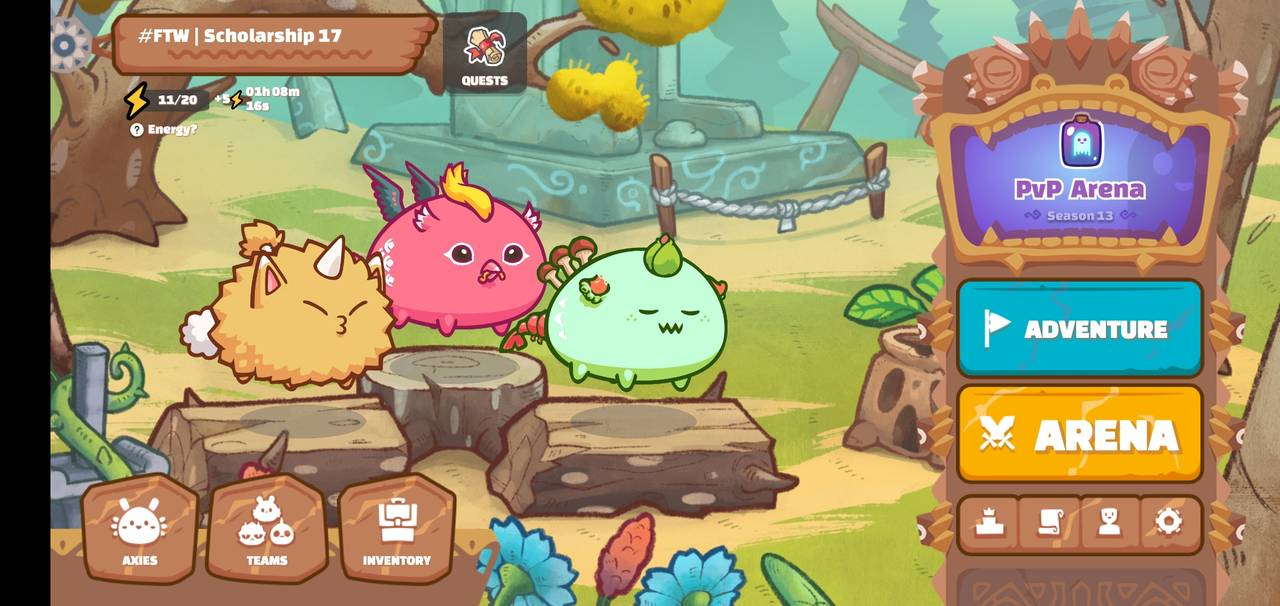 #FTW | Scholarship 17
QUESTS
11/20
+5
01h 08m
16s
? Energy?
PvP Arena
Season 13
ADVENTURE
ARENA
AXIES
TEAMS
INVENTORY